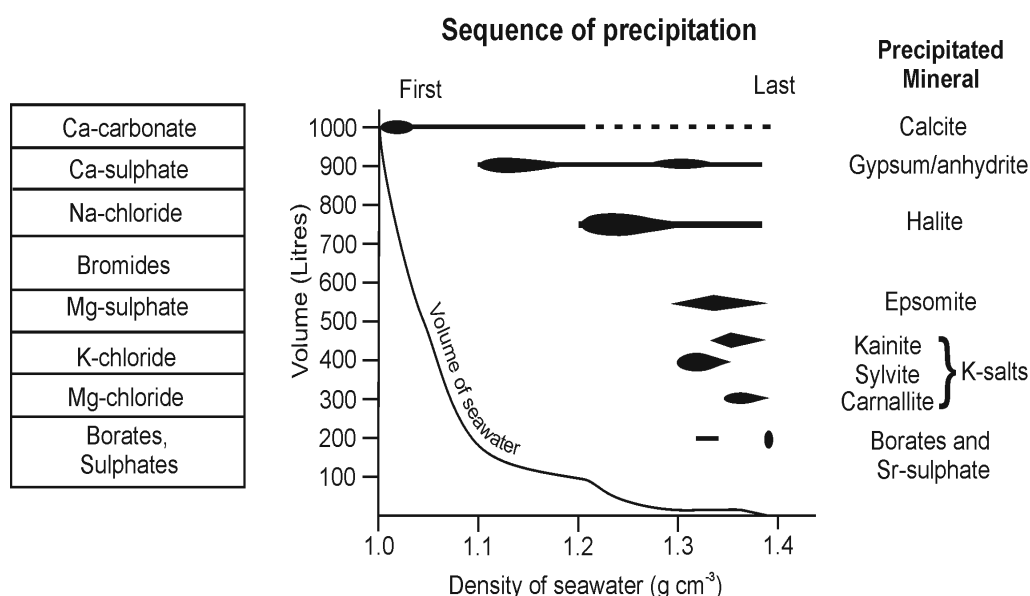 Sequence of precipitation
Precipitated
Mineral
First
Last
Ca-carbonate
Ca-sulphate
Na-chloride
Bromides
Mg-sulphate
K-chloride
Mg-chloride
Borates,
Sulphates
Volume (Litres)
1000
900
800
700
600
500
400
300
200
100
Volume of seawater
Calcite
Gypsum/anhydrite
Halite
Epsomite
Kainite
Sylvite
Carnallite
K-salts
Borates and
Sr-sulphate
1.0
1.1
1.2
1.3
1.4
Density of seawater (g cm⁻³)